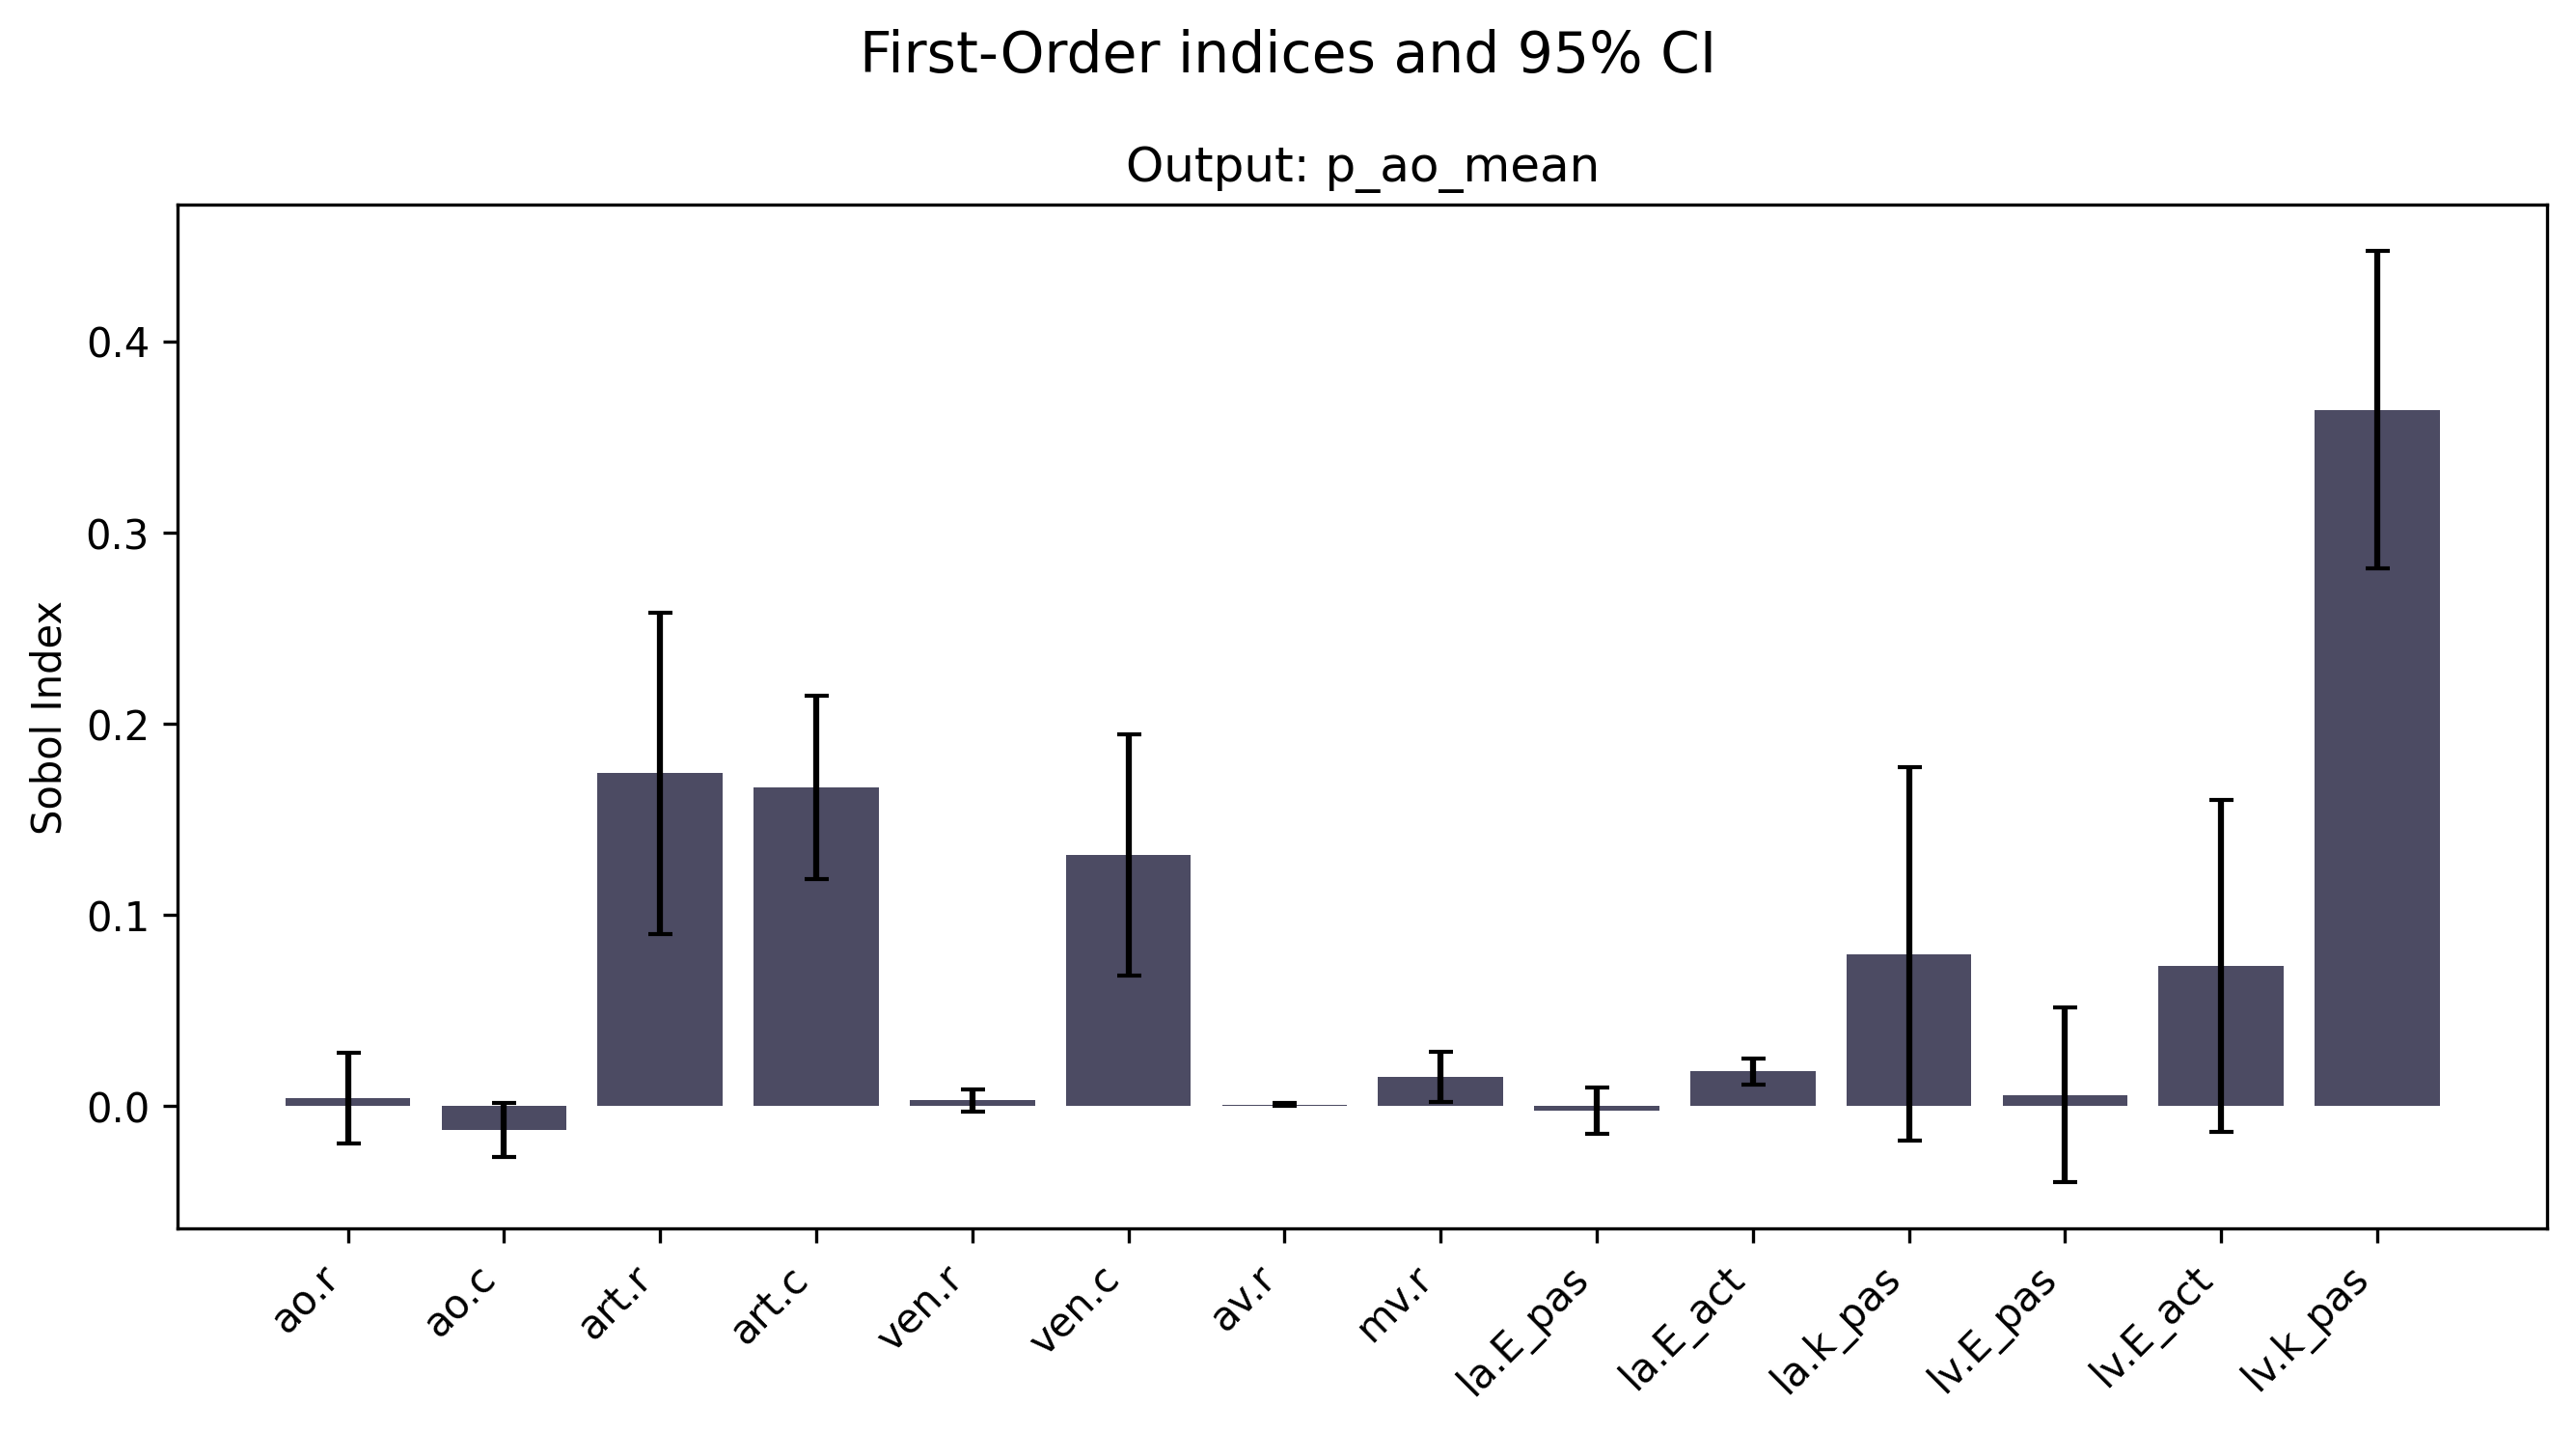 First-Order indices and 95% CI
Output: p_ao_mean
Sobol Index
0.4
0.3
0.2
0.1
0.0
ao.r
ao.c
art.r
art.c
ven.r
ven.c
av.r
mv.r
la.E_pas
la.E_act
la.k_pas
lv.E_pas
lv.E_act
lv.k_pas